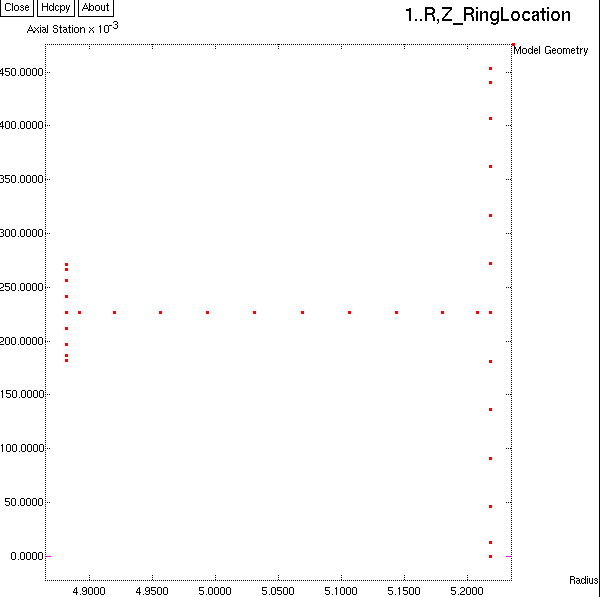 Close Hdcpy About
1..R,Z_RingLocation
Axial Station x 10-3
Model Geometry
450.0000
400.0000
350.0000
300.0000
250.0000
200.0000
150.0000
100.0000
50.0000
0.0000
Radius
4.9000 4.9500 5.0000 5.0500 5.1000 5.1500 5.2000